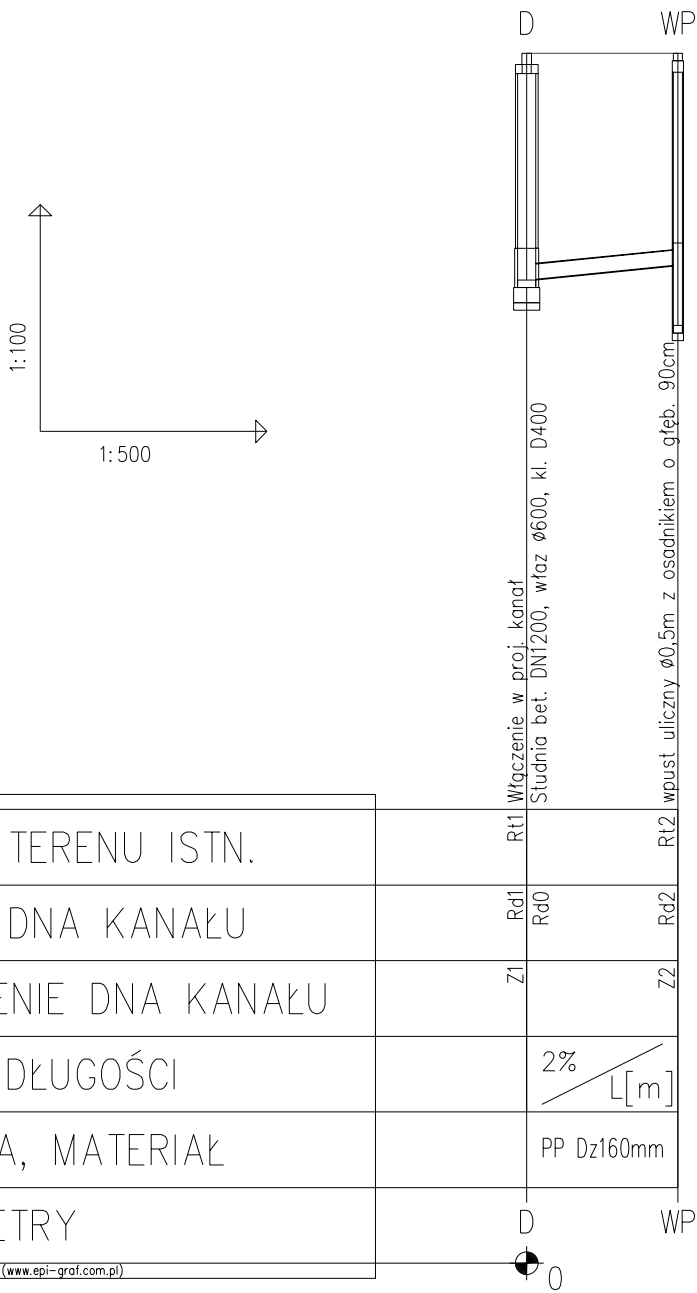 D
WP
1:100
1:500
Włączenie w proj. kanał
Studnia bet. DN1200, właz ø600, kl. D400
wpust uliczny ø0,5m z osadnikiem o głęb. 90cm
TERENU ISTN.
Rt1
Rt2
DNA KANAŁU
Rd1
Rd0
Rd2
ENIE DNA KANAŁU
Z1
Z2
DŁUGOŚCI
2%
L[m]
A, MATERIAŁ
PP Dz160mm
ETRY
D
WP
(www.epi-graf.com.pl)
0